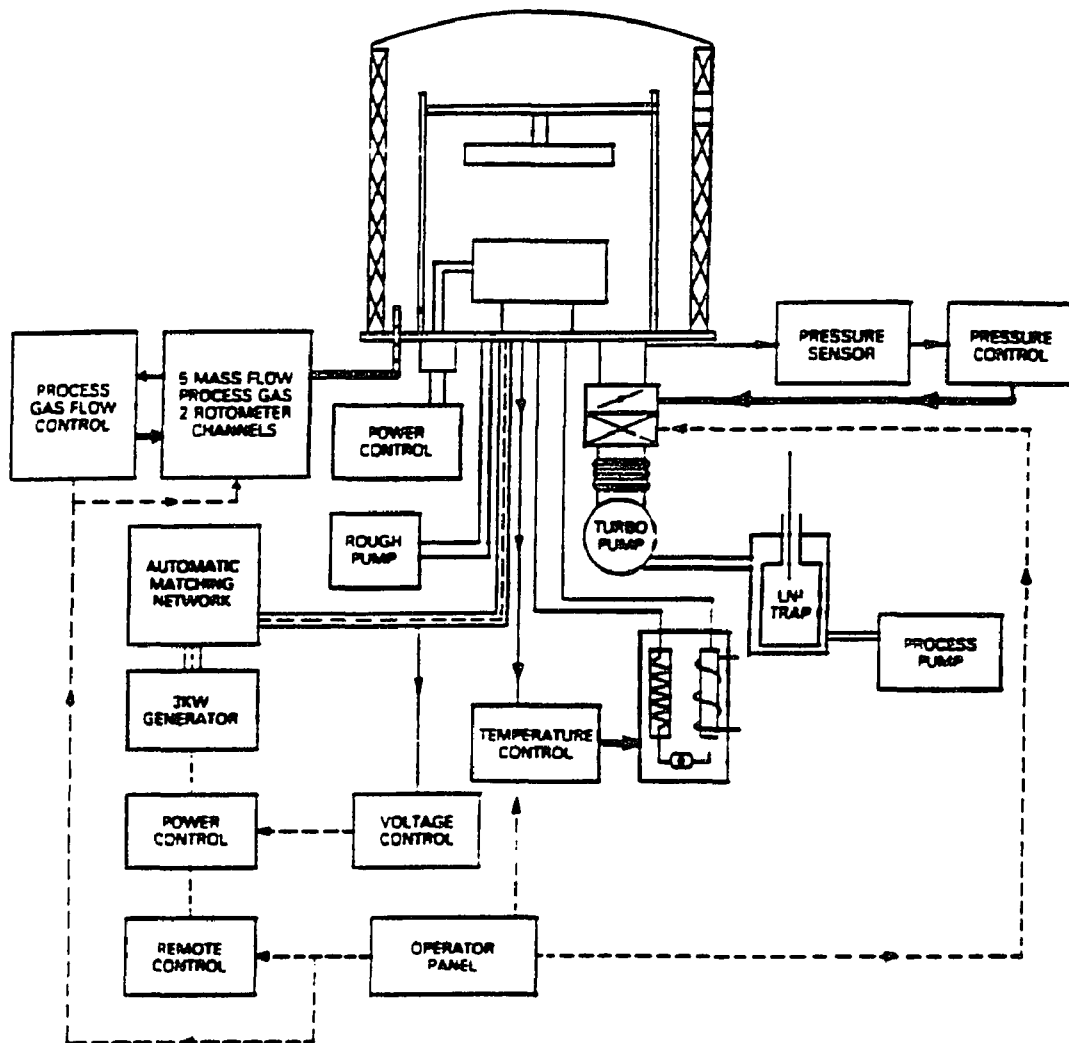 PRESSURE
SENSOR
PRESSURE
CONTROL
PROCESS
GAS FLOW
CONTROL
5 MASS FLOW
PROCESS GAS
2 ROTOMETER
CHANNELS
POWER
CONTROL
ROUGH
PUMP
TURBO
PUMP
AUTOMATIC
MATCHING
NETWORK
TRAP
PROCESS
PUMP
3KW
GENERATOR
TEMPERATURE
CONTROL
POWER
CONTROL
VOLTAGE
CONTROL
REMOTE
CONTROL
OPERATOR
PANEL